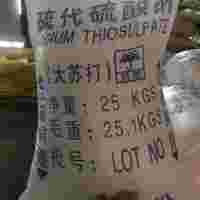 硫代硫酸钠
SODIUM THIOSULFATE
(大苏打)
净重: 25 KGS
毛重: 25.1KGS
批号: LOT NO